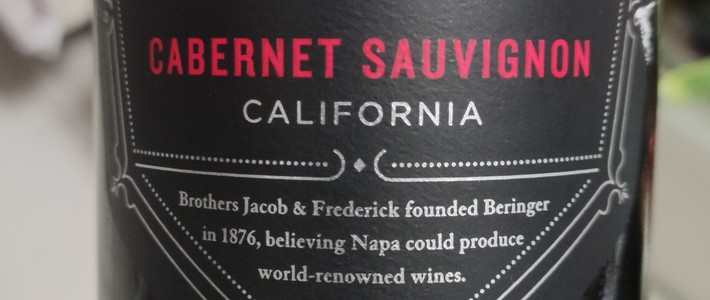 CABERNET SAUVIGNON
CALIFORNIA
Brothers Jacob & Frederick founded Beringer
in 1876, believing Napa could produce
world-renowned wines.